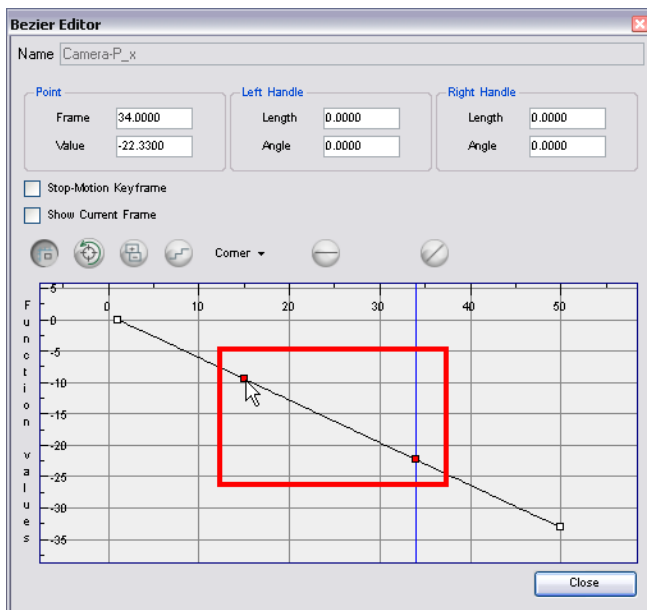 Bezier Editor
Name Camera-P_x
Point Left Handle Right Handle
Frame 34.0000 Length 0.0000 Length 0.0000
Value -22.3300 Angle 0.0000 Angle 0.0000
Stop-Motion Keyframe
Show Current Frame
Corner
5
0 10 20 30 40 50
0
-5
-10
-15
-20
-25
-30
-35
Function values
Close